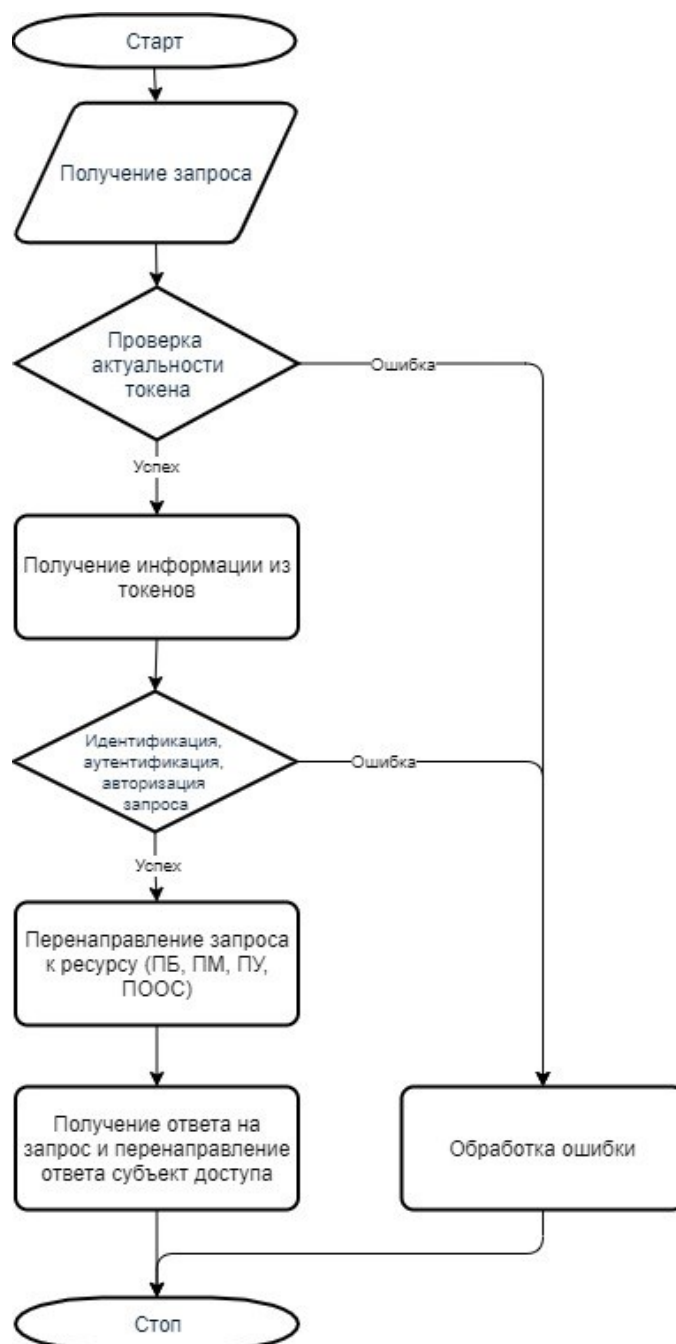 Старт
Получение запроса
Проверка
актуальности
токена
Ошибка
Успех
Получение информации из
токенов
Идентификация,
аутентификация,
авторизация
запроса
Ошибка
Успех
Перенаправление запроса
к ресурсу (ПБ, ПМ, ПУ,
ПООС)
Получение ответа на
запрос и перенаправление
ответа субъект доступа
Обработка ошибки
Стоп